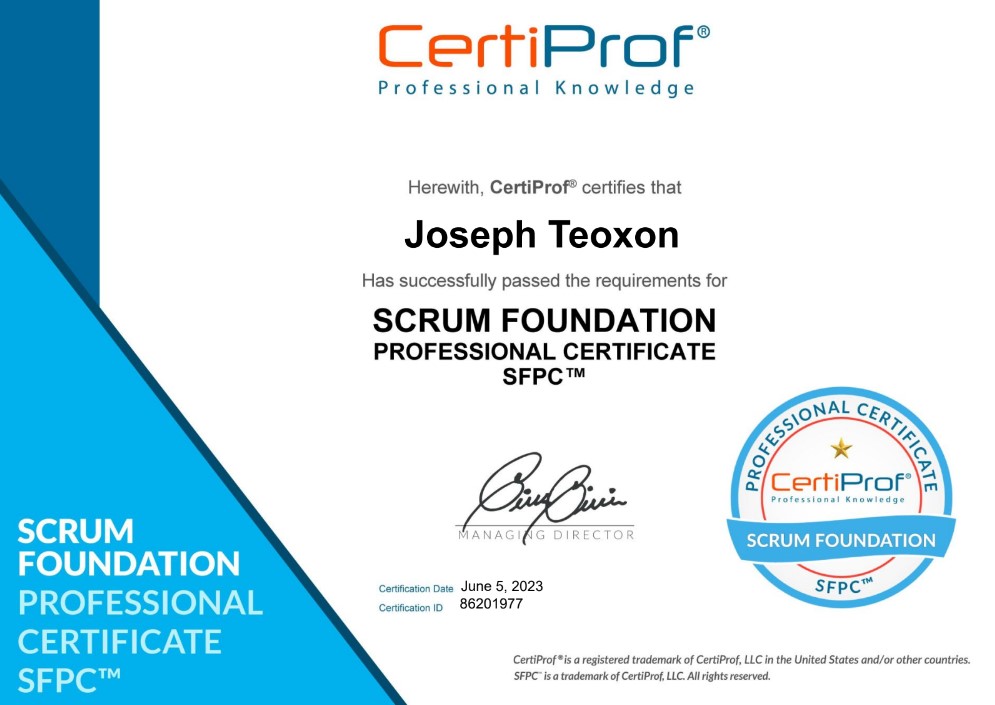 CertiProf®
Professional Knowledge
Herewith, CertiProf® certifies that
Joseph Teoxon
Has successfully passed the requirements for
SCRUM FOUNDATION
PROFESSIONAL CERTIFICATE
SFPC™
MANAGING DIRECTOR
Certification Date June 5, 2023
Certification ID 86201977
PROFESSIONAL CERTIFICATE
CertiProf®
Professional Knowledge
SCRUM FOUNDATION
SFPC™
SCRUM
FOUNDATION
PROFESSIONAL
CERTIFICATE
SFPC™
CertiProf® is a registered trademark of CertiProf, LLC in the United States and/or other countries.
SFPC™ is a trademark of CertiProf, LLC. All rights reserved.